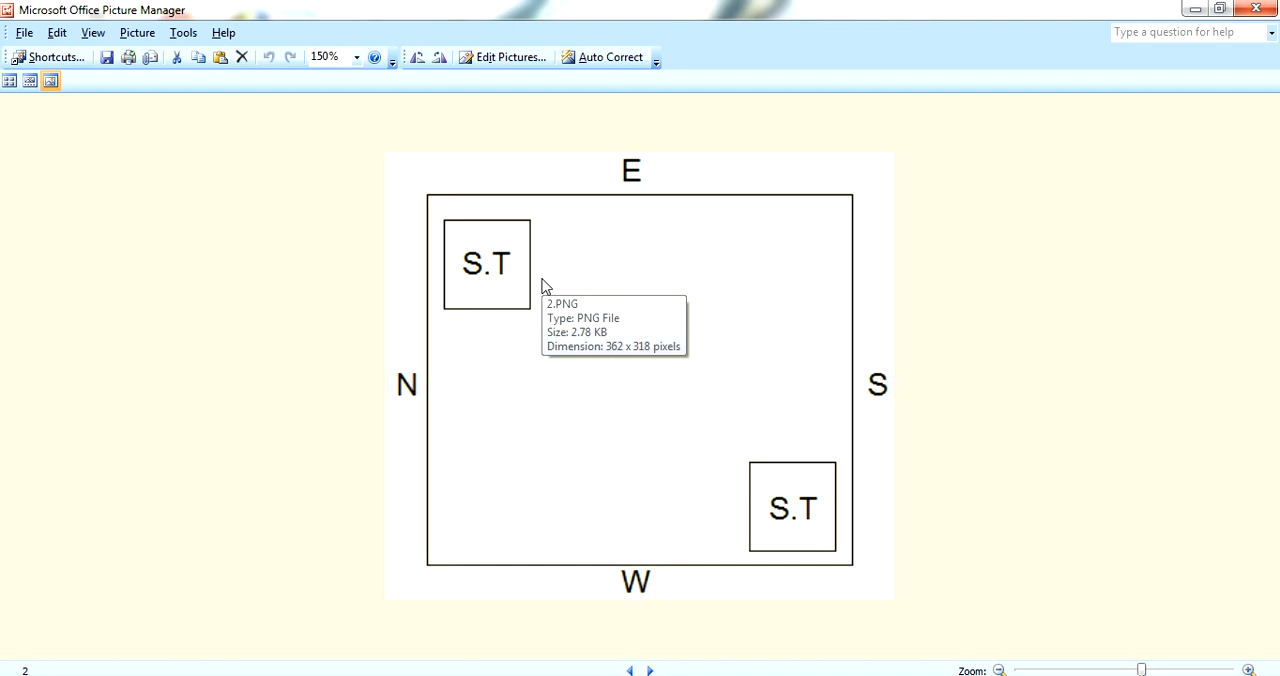 Microsoft Office Picture Manager
File Edit View Picture Tools Help
Type a question for help
Shortcuts... 150% Edit Pictures... Auto Correct
E
S.T
2.PNG
Type: PNG File
Size: 2.78 KB
Dimension: 362 x 318 pixels
N S
S.T
W
2 Zoom: